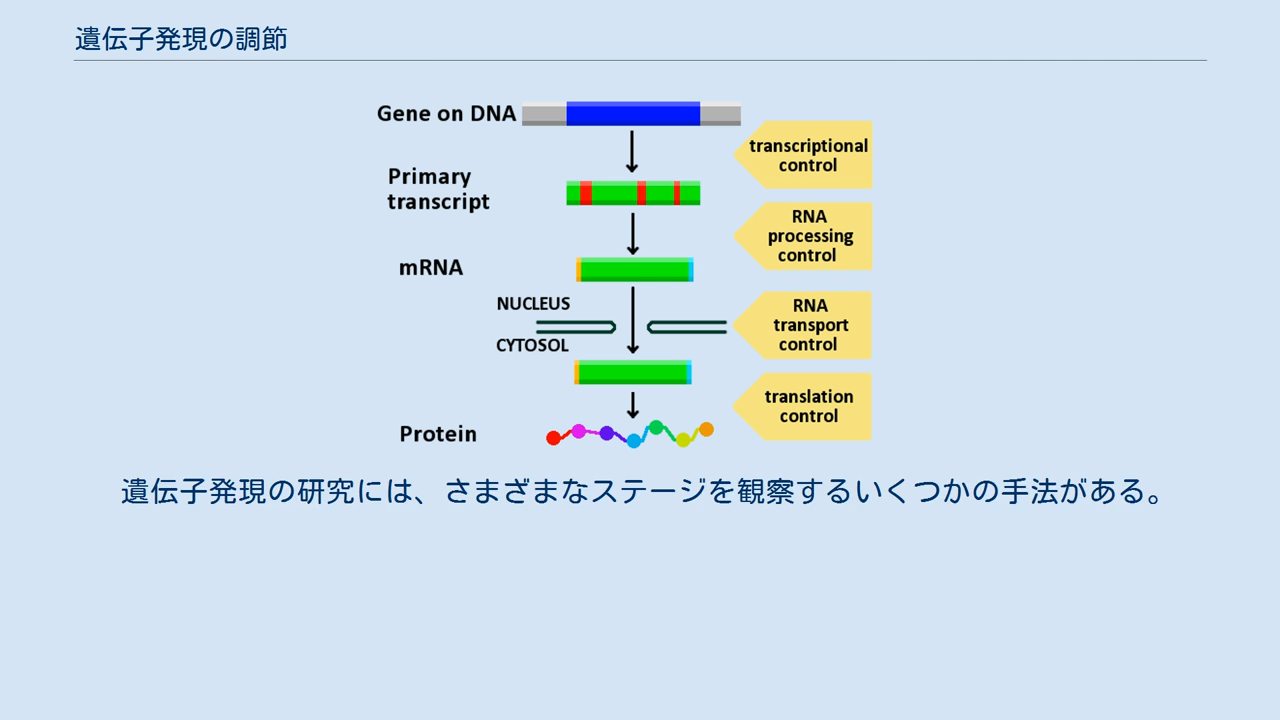 遺伝子発現の調節
Gene on DNA
transcriptional
control
Primary
transcript
RNA
processing
control
mRNA
NUCLEUS
CYTOSOL
RNA
transport
control
translation
control
Protein
遺伝子発現の研究には、さまざまなステージを観察するいくつかの手法がある。